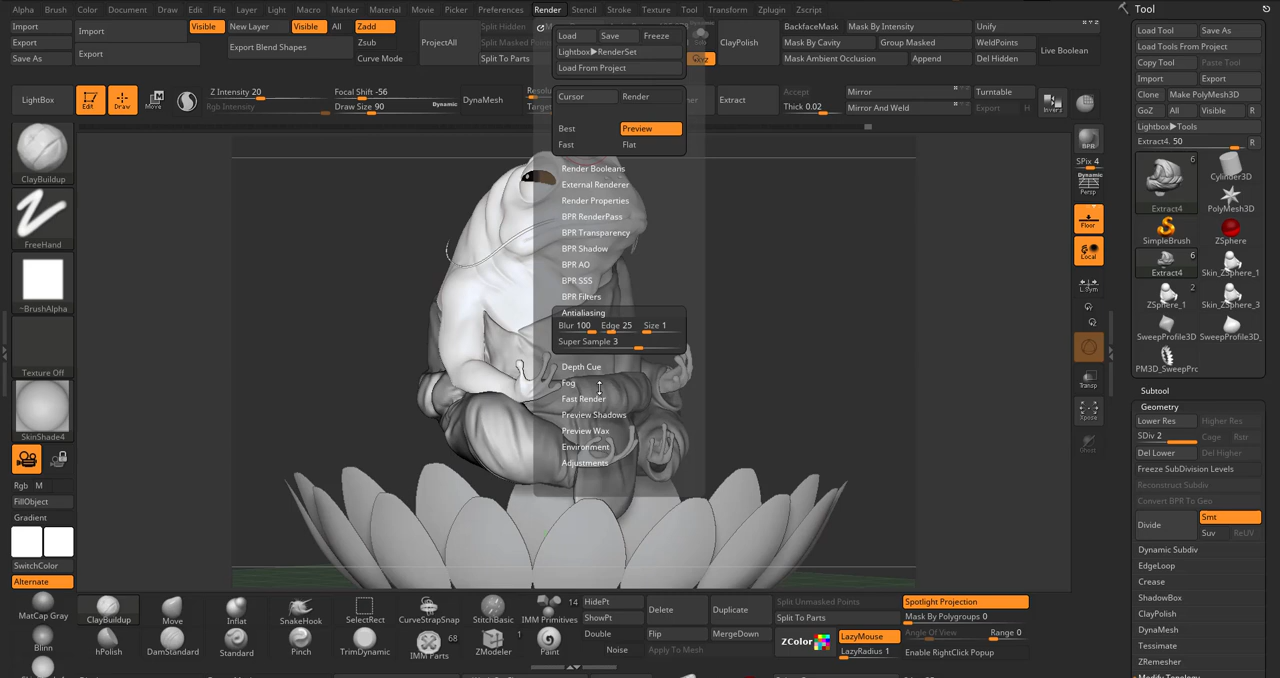 Alpha Brush Color Document Draw Edit File Layer Light Macro Marker Material Movie Picker Preferences Render Stencil Stroke Texture Tool Transform Zplugin Zscript
Tool
Import
Export
Save As
Import
Export
Visible New Layer Visible All Zadd
Export Blend Shapes
Zsub
Curve Mode
ProjectAll
Split Hidden
Split To Parts
Load Save Freeze
Lightbox▶RenderSet
Load From Project
ClayPolish
BackfaceMask Mask By Intensity Unify
Mask By Cavity Group Masked WeldPoints
Mask Ambient Occlusion Append Del Hidden
Live Boolean
Load Tool Save As
Load Tools From Project
Copy Tool Paste Tool
Import Export
Clone Make PolyMesh3D
GoZ All Visible R
Lightbox▶Tools
Extract4. 50 R
LightBox
Edit Draw Move
Z Intensity 20
Rgb Intensity
Focal Shift -56
Draw Size 90
Dynamic
DynaMesh
Cursor Render
Best Preview
Fast Flat
Extract
Accept
Thick 0.02
Mirror
Mirror And Weld
Turntable
Export H
Invers
Render Booleans
External Renderer
Render Properties
BPR RenderPass
BPR Transparency
BPR Shadow
BPR AO
BPR SSS
BPR Filters
Antialiasing
Blur 100 Edge 25 Size 1
Super Sample 3
Depth Cue
Fog
Fast Render
Preview Shadows
Preview Wax
Environment
Adjustments
ClayBuildup
FreeHand
~BrushAlpha
Texture Off
SkinShade4
Rgb M
FillObject
Gradient
SwitchColor
Alternate
BPR
SPix 4
Dynamic
Persp
Floor
Local
L.Sym
Transp
Xpose
Ghost
6
Extract4
Cylinder3D
PolyMesh3D
SimpleBrush
ZSphere
6
Extract4
Skin_ZSphere_1
2
ZSphere_1
Skin_ZSphere_3
SweepProfile3D
SweepProfile3D_
PM3D_SweepPrc
Subtool
Geometry
Lower Res Higher Res
SDiv 2 Cage Rstr
Del Lower Del Higher
Freeze SubDivision Levels
Reconstruct Subdiv
Convert BPR To Geo
Divide Smt
Suv ReUV
Dynamic Subdiv
EdgeLoop
Crease
ShadowBox
ClayPolish
DynaMesh
Tessimate
ZRemesher
Modify Topology
MatCap Gray
Blinn
ClayBuildup Move Inflat SnakeHook SelectRect CurveStrapSnap StitchBasic IMM Primitives 14
hPolish DamStandard Standard Pinch TrimDynamic IMM Parts 68 ZModeler 1 Paint
HidePt
ShowPt
Double
Noise
Delete
Flip
Apply To Mesh
Duplicate
MergeDown
Split Unmasked Points
Split To Parts
ZColor
LazyMouse
LazyRadius 1
Spotlight Projection
Mask By Polygroups 0
Angle Of View Range 0
Enable RightClick Popup